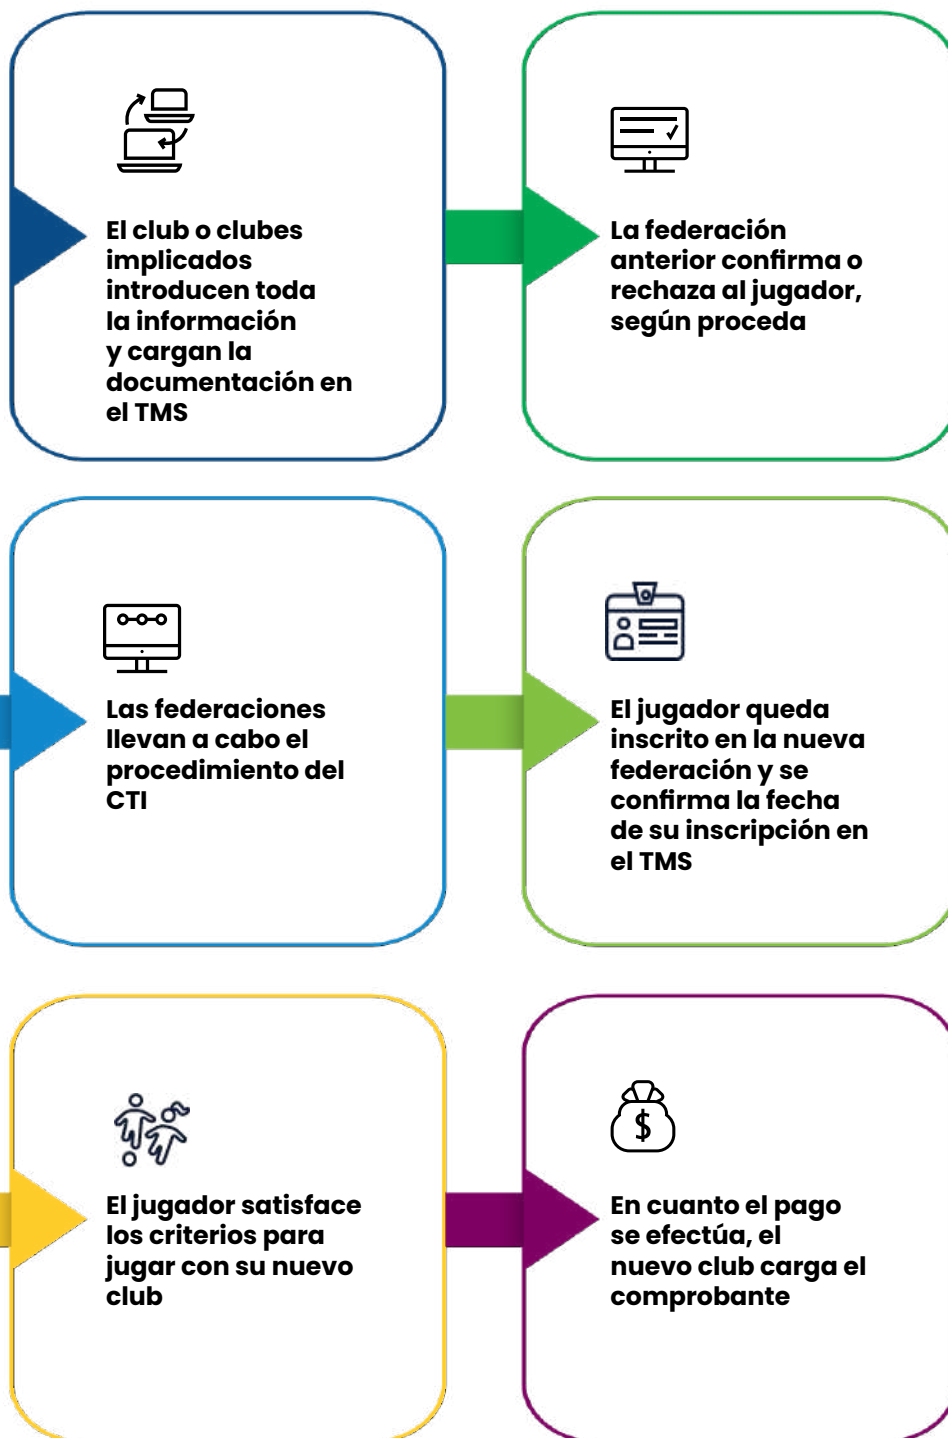 El club o clubes
implicados
introducen toda
la información
y cargan la
documentación en
el TMS
La federación
anterior confirma o
rechaza al jugador,
según proceda
Las federaciones
llevan a cabo el
procedimiento del
CTI
El jugador queda
inscrito en la nueva
federación y se
confirma la fecha
de su inscripción en
el TMS
El jugador satisface
los criterios para
jugar con su nuevo
club
$
En cuanto el pago
se efectúa, el
nuevo club carga el
comprobante